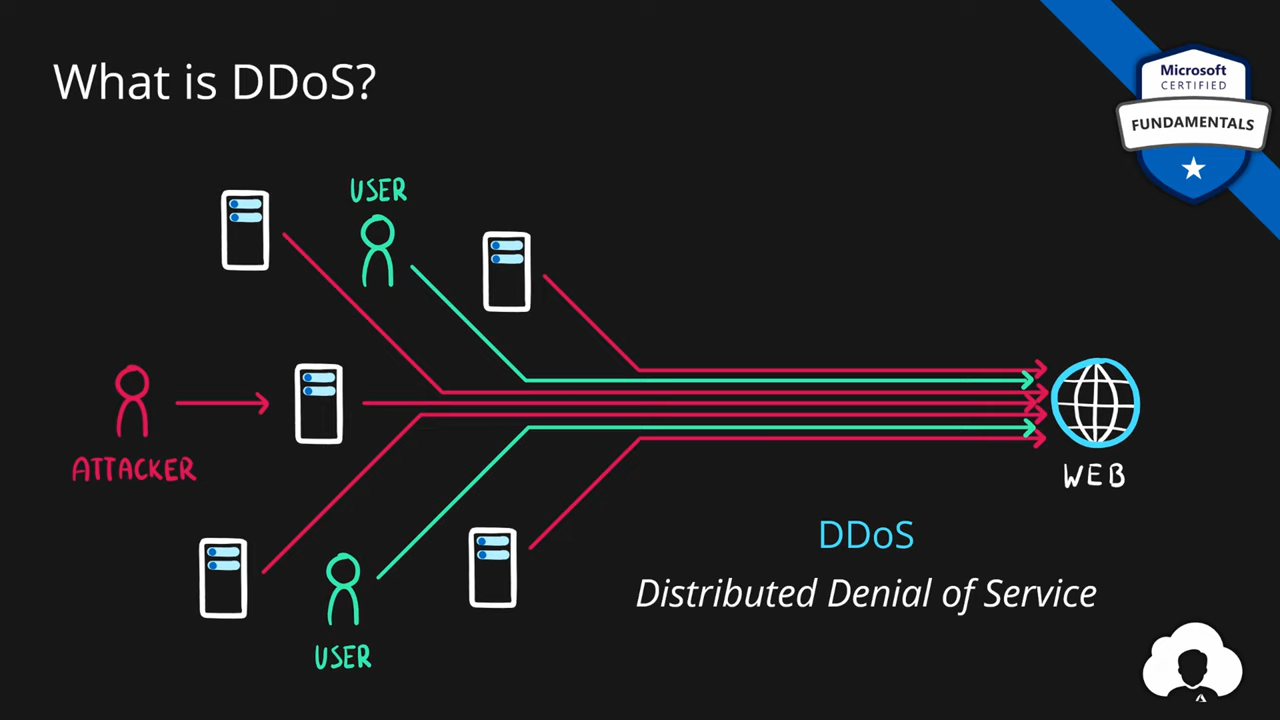 What is DDoS?
Microsoft
CERTIFIED
FUNDAMENTALS
USER
ATTACKER
WEB
DDoS
Distributed Denial of Service
USER